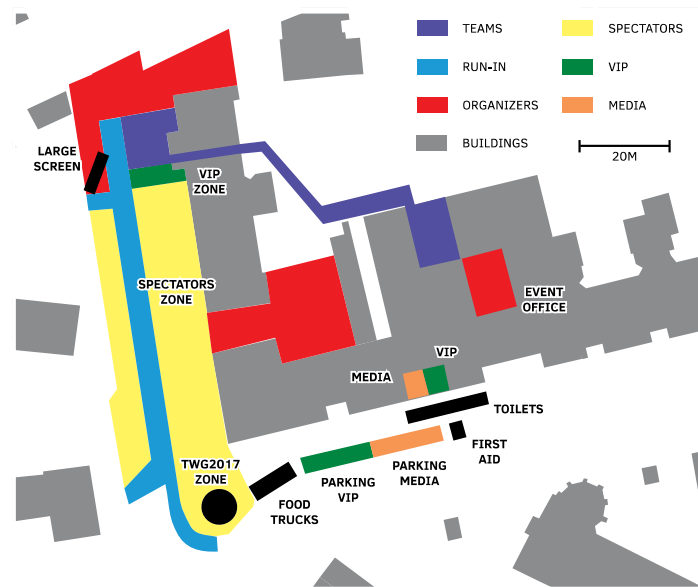 TEAMS
SPECTATORS
RUN-IN
VIP
ORGANIZERS
MEDIA
BUILDINGS
20M
LARGE
SCREEN
VIP
ZONE
SPECTATORS
ZONE
EVENT
OFFICE
VIP
MEDIA
TOILETS
FIRST
AID
TWG2017
ZONE
PARKING
VIP
PARKING
MEDIA
FOOD
TRUCKS